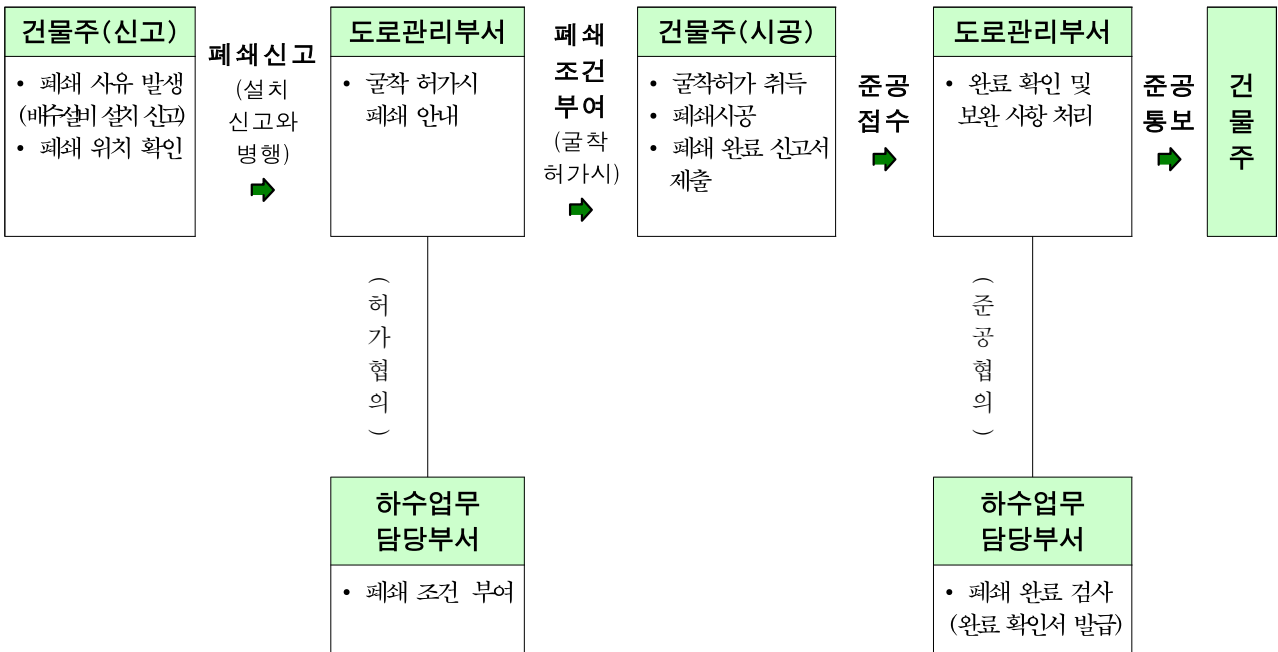 건물주(신고)
• 폐쇄 사유 발생
(배수설비 설치 신고)
• 폐쇄 위치 확인
폐쇄신고
(설치
신고와
병행)
도로관리부서
• 굴착 허가시
폐쇄 안내
폐쇄
조건
부여
(굴착
허가시)
건물주(시공)
• 굴착허가 취득
• 폐쇄시공
• 폐쇄 완료 신고서
제출
준공
접수
도로관리부서
• 완료 확인 및
보완 사항 처리
준공
통보
건
물
주
(허가협의)
(준공협의)
하수업무
담당부서
• 폐쇄 조건 부여
하수업무
담당부서
• 폐쇄 완료 검사
(완료 확인서 발급)